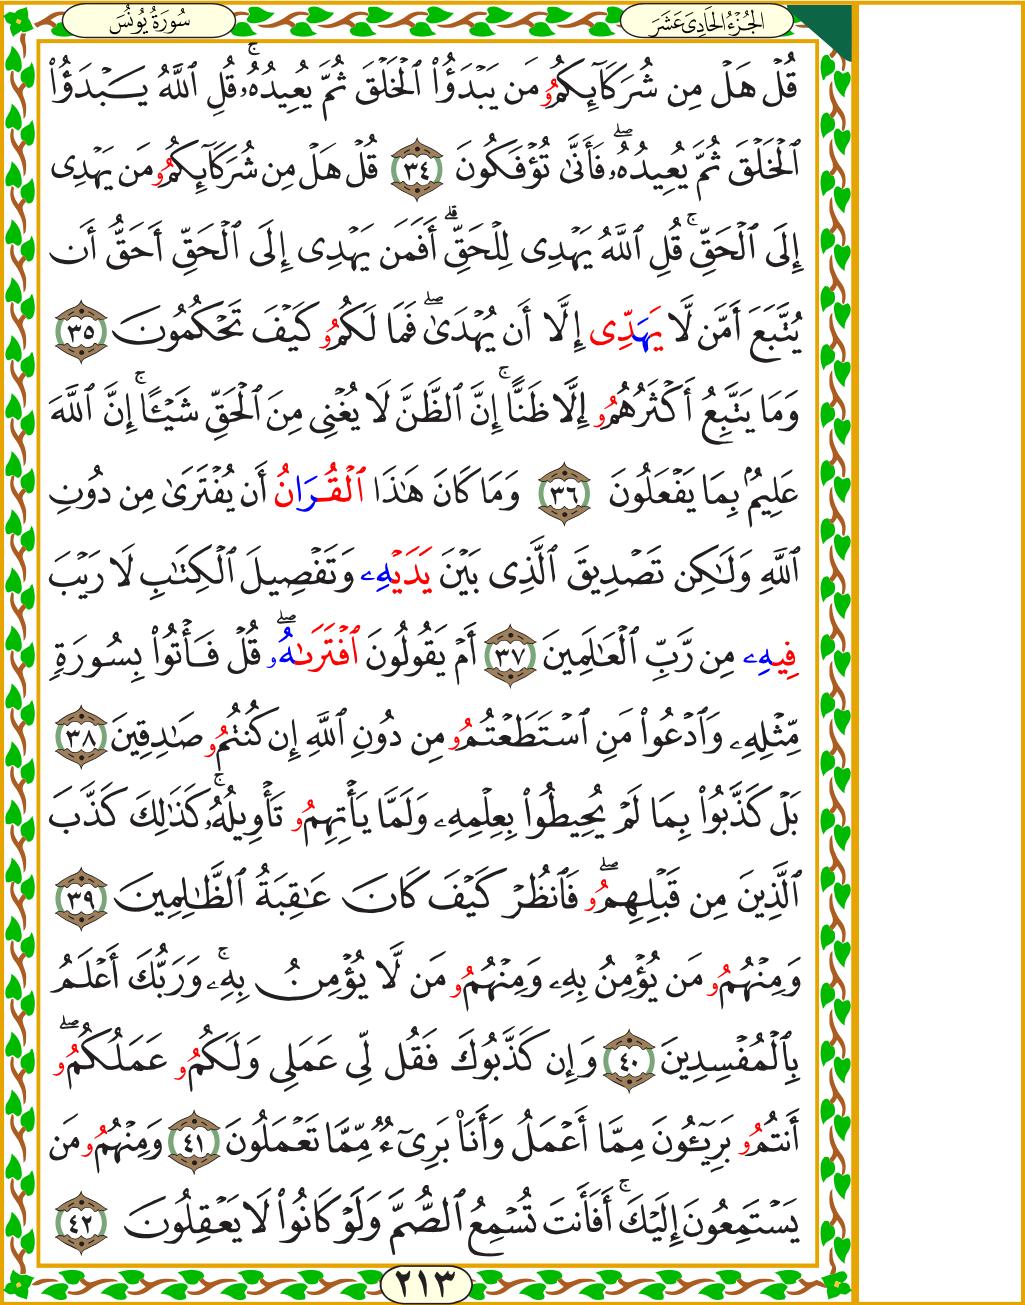 سُورَةُ يُونُسَ
الجُزْءُ الحَادِى عَشَرَ
قُلۡ هَلۡ مِن شُرَكَآئِكُمُۥ مَن يَبۡدَؤُاْ ٱلۡخَلۡقَ ثُمَّ يُعِيدُهُۥۚ قُلِ ٱللَّهُ يَبۡدَؤُاْ
ٱلۡخَلۡقَ ثُمَّ يُعِيدُهُۥۖ فَأَنَّىٰ تُؤۡفَكُونَ ٣٤ قُلۡ هَلۡ مِن شُرَكَآئِكُمُۥ مَن يَهۡدِى
إِلَى ٱلۡحَقِّۚ قُلِ ٱللَّهُ يَهۡدِى لِلۡحَقِّۗ أَفَمَن يَهۡدِى إِلَى ٱلۡحَقِّ أَحَقُّ أَن
يُتَّبَعَ أَمَّن لَّا يَهَدِّى إِلَّا أَن يُهۡدَىٰۖ فَمَا لَكُمُۥ كَيۡفَ تَحۡكُمُونَ ٣٥
وَمَا يَتَّبِعُ أَكۡثَرُهُمُۥ إِلَّا ظَنًّاۚ إِنَّ ٱلظَّنَّ لَا يُغۡنِى مِنَ ٱلۡحَقِّ شَيۡـًٔاۚ إِنَّ ٱللَّهَ
عَلِيمُۢ بِمَا يَفۡعَلُونَ ٣٦ وَمَا كَانَ هَٰذَا ٱلۡقُرَانُ أَن يُفۡتَرَىٰ مِن دُونِ
ٱللَّهِ وَلَٰكِن تَصۡدِيقَ ٱلَّذِى بَيۡنَ يَدَيۡهِۦ وَتَفۡصِيلَ ٱلۡكِتَٰبِ لَا رَيۡبَ
فِيهِۦ مِن رَّبِّ ٱلۡعَٰلَمِينَ ٣٧ أَمۡ يَقُولُونَ ٱفۡتَرَىٰهُۥۖ قُلۡ فَأۡتُواْ بِسُورَةٖ
مِّثۡلِهِۦ وَٱدۡعُواْ مَنِ ٱسۡتَطَعۡتُمُۥ مِن دُونِ ٱللَّهِ إِن كُنتُمُۥ صَٰدِقِينَ ٣٨
بَلۡ كَذَّبُواْ بِمَا لَمۡ يُحِيطُواْ بِعِلۡمِهِۦ وَلَمَّا يَأۡتِهِمُۥ تَأۡوِيلُهُۥۚ كَذَٰلِكَ كَذَّبَ
ٱلَّذِينَ مِن قَبۡلِهِمُۥۖ فَٱنظُرۡ كَيۡفَ كَانَ عَٰقِبَةُ ٱلظَّٰلِمِينَ ٣٩
وَمِنۡهُمُۥ مَن يُؤۡمِنُ بِهِۦ وَمِنۡهُمُۥ مَن لَّا يُؤۡمِنُ بِهِۦۚ وَرَبُّكَ أَعۡلَمُ
بِٱلۡمُفۡسِدِينَ ٤٠ وَإِن كَذَّبُوكَ فَقُل لِّى عَمَلِى وَلَكُمُۥ عَمَلُكُمُۥۖ
أَنتُمُۥ بَرِيٓـُٔونَ مِمَّا أَعۡمَلُ وَأَنَا۠ بَرِىٓءٞ مِّمَّا تَعۡمَلُونَ ٤١ وَمِنۡهُمُۥ مَن
يَسۡتَمِعُونَ إِلَيۡكَۚ أَفَأَنتَ تُسۡمِعُ ٱلصُّمَّ وَلَوۡ كَانُواْ لَا يَعۡقِلُونَ ٤٢
٢١٣